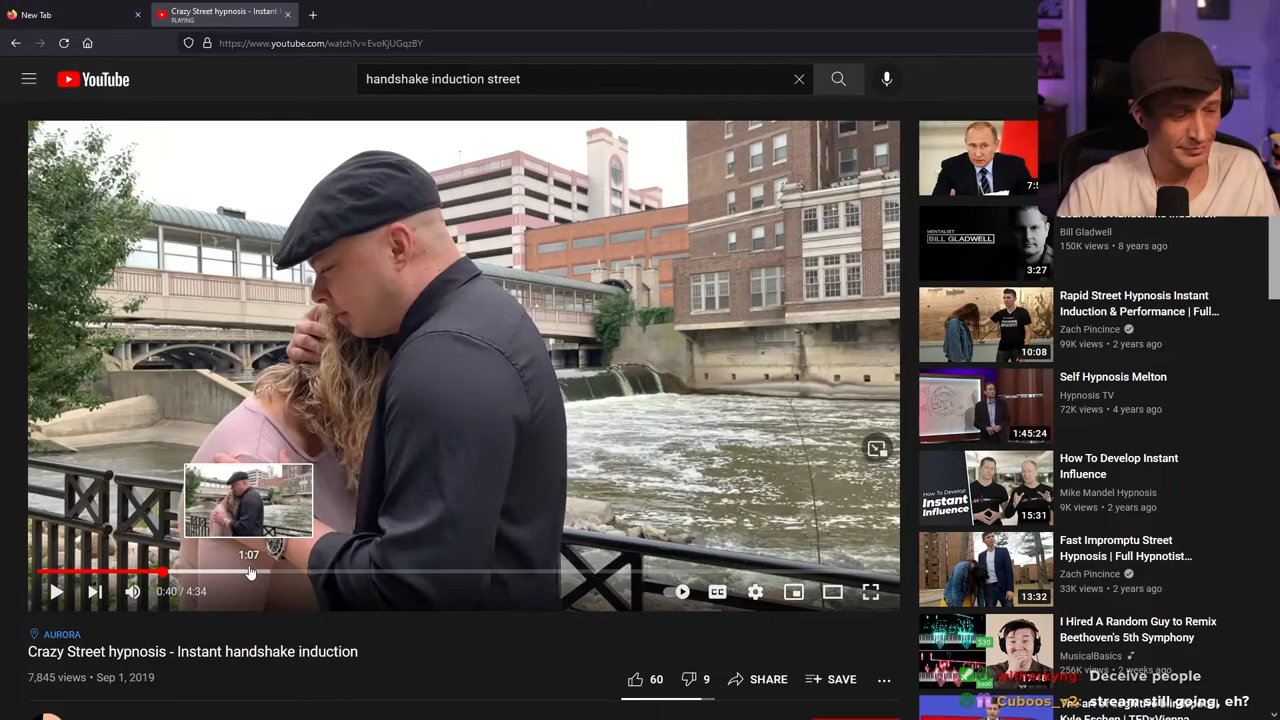 New Tab
Crazy Street hypnosis - Instant
PLAYING
https://www.youtube.com/watch?v=EvoKjUGqzBY
YouTube
handshake induction street
MENTALIST
BILL GLADWELL
3:27
Bill Gladwell
150K views • 8 years ago
Rapid Street Hypnosis Instant
Induction & Performance | Full...
Zach Pincince
99K views • 2 years ago
10:08
Self Hypnosis Melton
Hypnosis TV
72K views • 4 years ago
1:45:24
How To Develop Instant
Influence
Mike Mandel Hypnosis
9K views • 2 years ago
How To Develop
INSTANT
INFLUENCE
15:31
Fast Impromptu Street
Hypnosis | Full Hypnotist...
Zach Pincince
33K views • 2 years ago
13:32
I Hired A Random Guy to Remix
Beethoven's 5th Symphony
MusicalBasics
$30
$500
1:07
0:40 / 4:34
CC
AURORA
Crazy Street hypnosis - Instant handshake induction
7,845 views • Sep 1, 2019
60
9
SHARE
SAVE
Deceive people
Cuboos_v2: stream still going, eh?